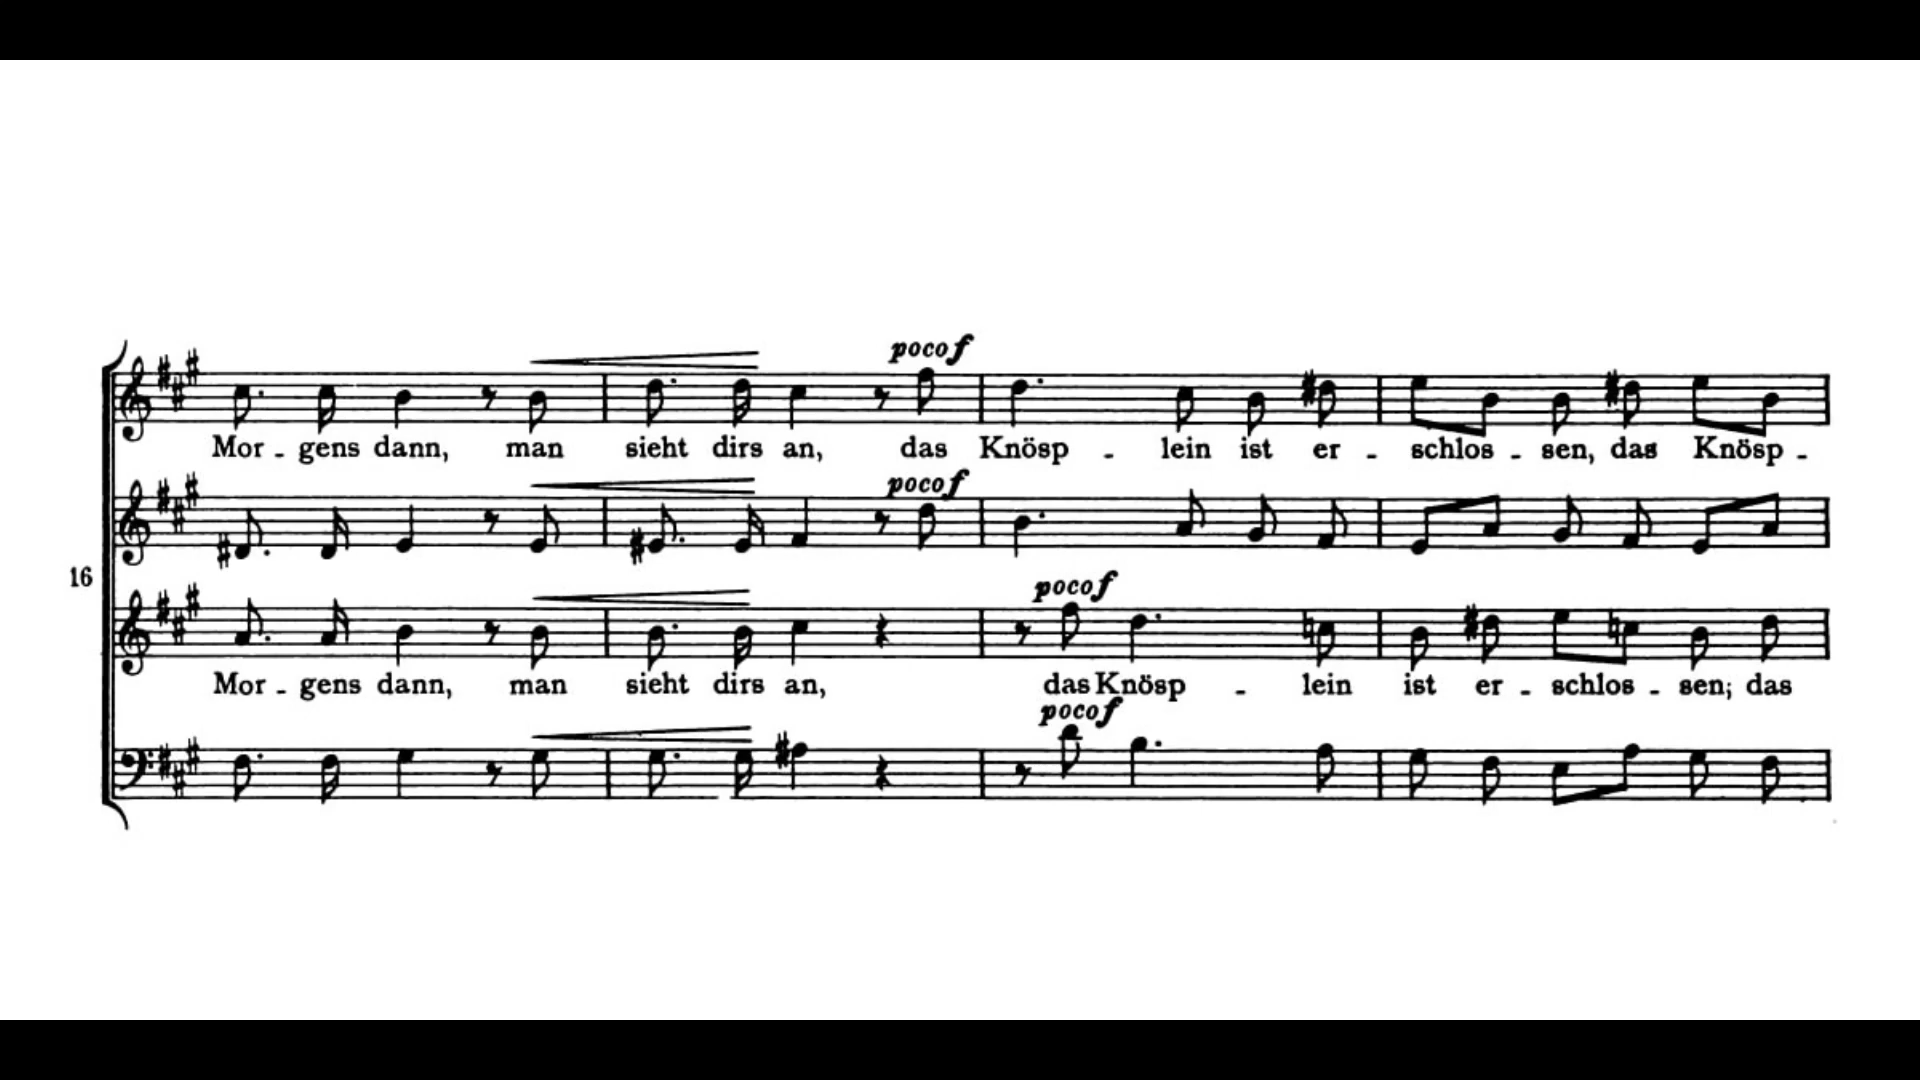 poco f
Mor - gens dann, man sieht dirs an, das Knösp - lein ist er - schlos - sen, das Knösp -
poco f
16
poco f
Mor - gens dann, man sieht dirs an, das Knösp - lein ist er - schlos - sen; das
poco f